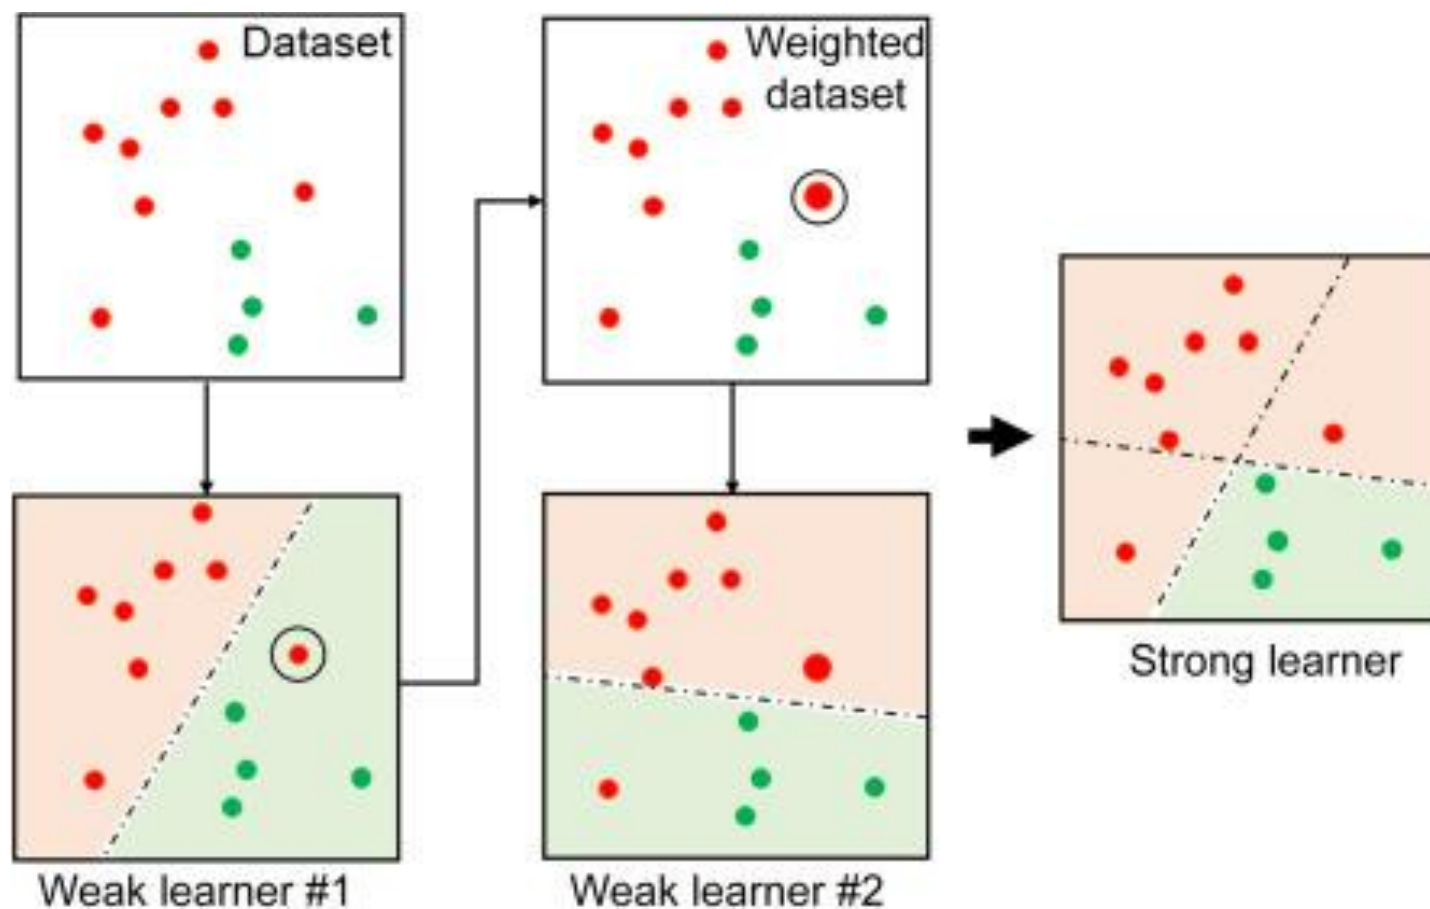 Dataset
Weighted
dataset
Weak learner #1
Weak learner #2
Strong learner